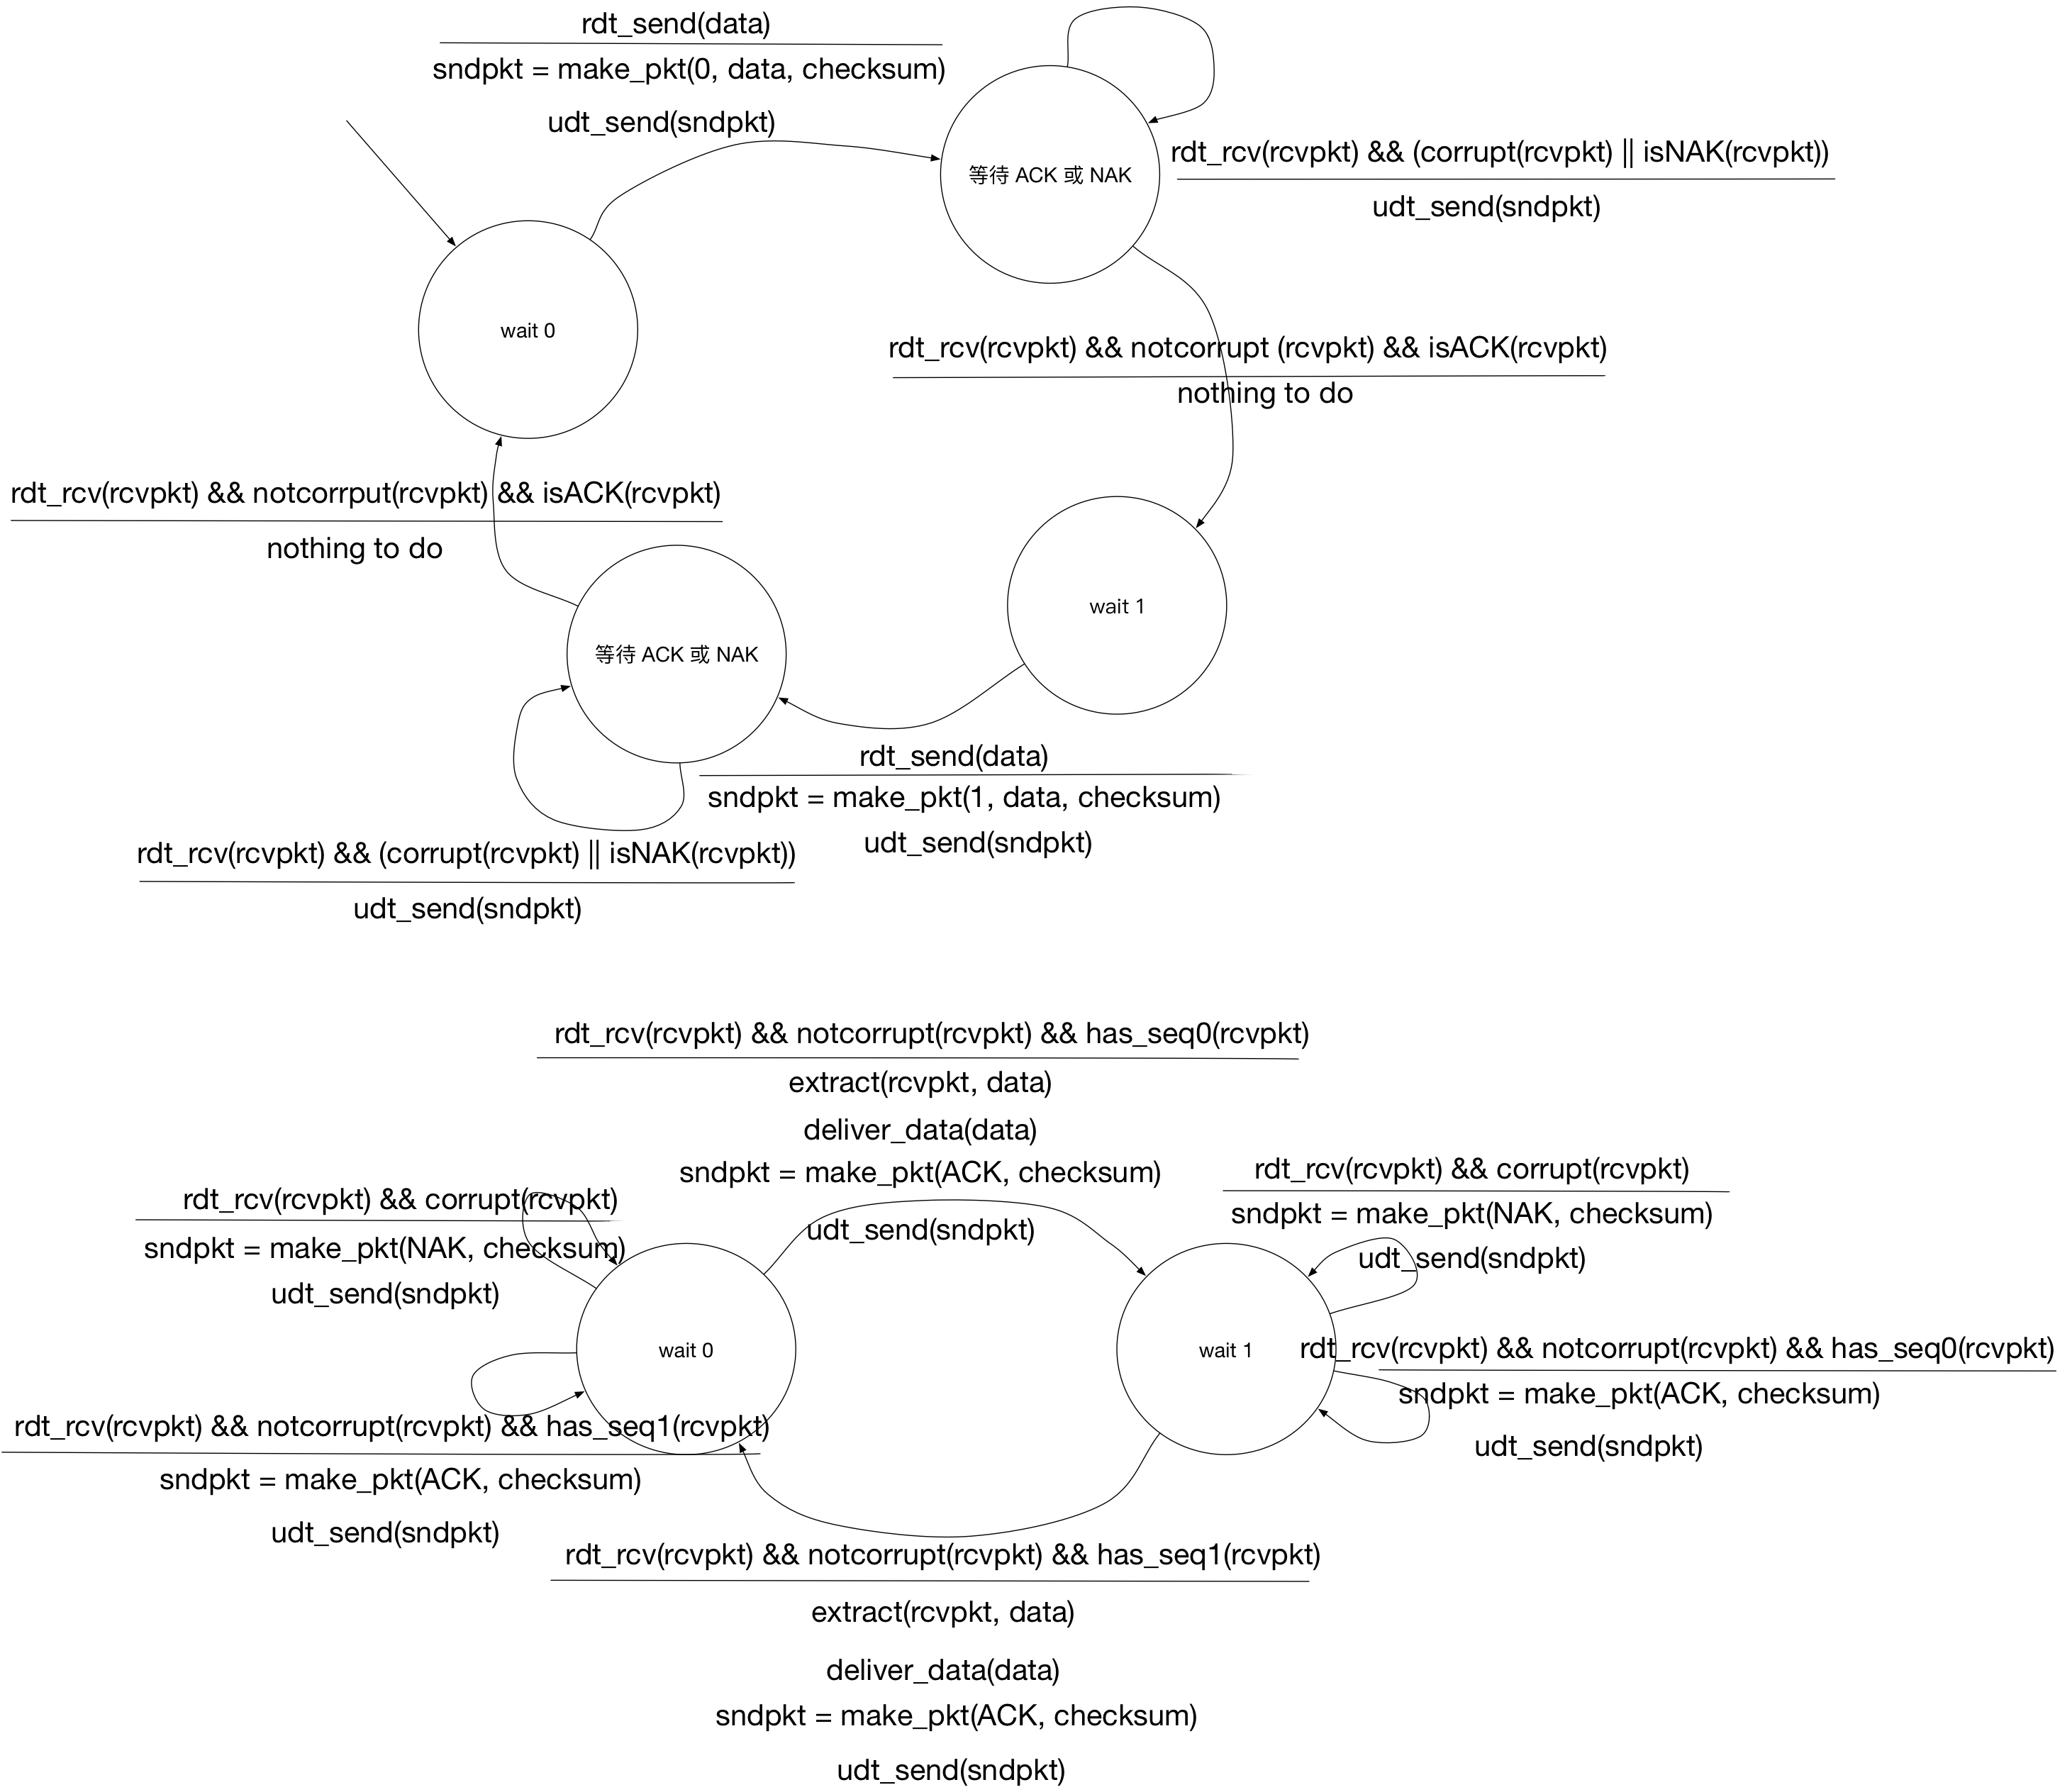 rdt_send(data)
sndpkt = make_pkt(0, data, checksum)
udt_send(sndpkt)
等待 ACK 或 NAK
rdt_rcv(rcvpkt) && (corrupt(rcvpkt) || isNAK(rcvpkt))
udt_send(sndpkt)
wait 0
rdt_rcv(rcvpkt) && notcorrupt (rcvpkt) && isACK(rcvpkt)
nothing to do
rdt_rcv(rcvpkt) && notcorrput(rcvpkt) && isACK(rcvpkt)
nothing to do
wait 1
等待 ACK 或 NAK
rdt_send(data)
sndpkt = make_pkt(1, data, checksum)
udt_send(sndpkt)
rdt_rcv(rcvpkt) && (corrupt(rcvpkt) || isNAK(rcvpkt))
udt_send(sndpkt)
rdt_rcv(rcvpkt) && notcorrupt(rcvpkt) && has_seq0(rcvpkt)
extract(rcvpkt, data)
deliver_data(data)
sndpkt = make_pkt(ACK, checksum)
udt_send(sndpkt)
rdt_rcv(rcvpkt) && corrupt(rcvpkt)
sndpkt = make_pkt(NAK, checksum)
udt_send(sndpkt)
rdt_rcv(rcvpkt) && corrupt(rcvpkt)
sndpkt = make_pkt(NAK, checksum)
udt_send(sndpkt)
wait 0
wait 1
rdt_rcv(rcvpkt) && notcorrupt(rcvpkt) && has_seq0(rcvpkt)
sndpkt = make_pkt(ACK, checksum)
udt_send(sndpkt)
rdt_rcv(rcvpkt) && notcorrupt(rcvpkt) && has_seq1(rcvpkt)
sndpkt = make_pkt(ACK, checksum)
udt_send(sndpkt)
rdt_rcv(rcvpkt) && notcorrupt(rcvpkt) && has_seq1(rcvpkt)
extract(rcvpkt, data)
deliver_data(data)
sndpkt = make_pkt(ACK, checksum)
udt_send(sndpkt)